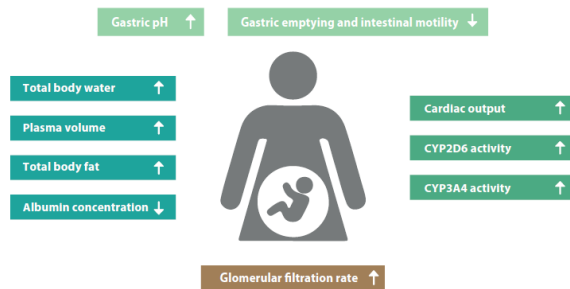 Gastric pH ↑
Gastric emptying and intestinal motility ↓
Total body water ↑
Plasma volume ↑
Total body fat ↑
Albumin concentration ↓
Cardiac output ↑
CYP2D6 activity ↑
CYP3A4 activity ↑
Glomerular filtration rate ↑